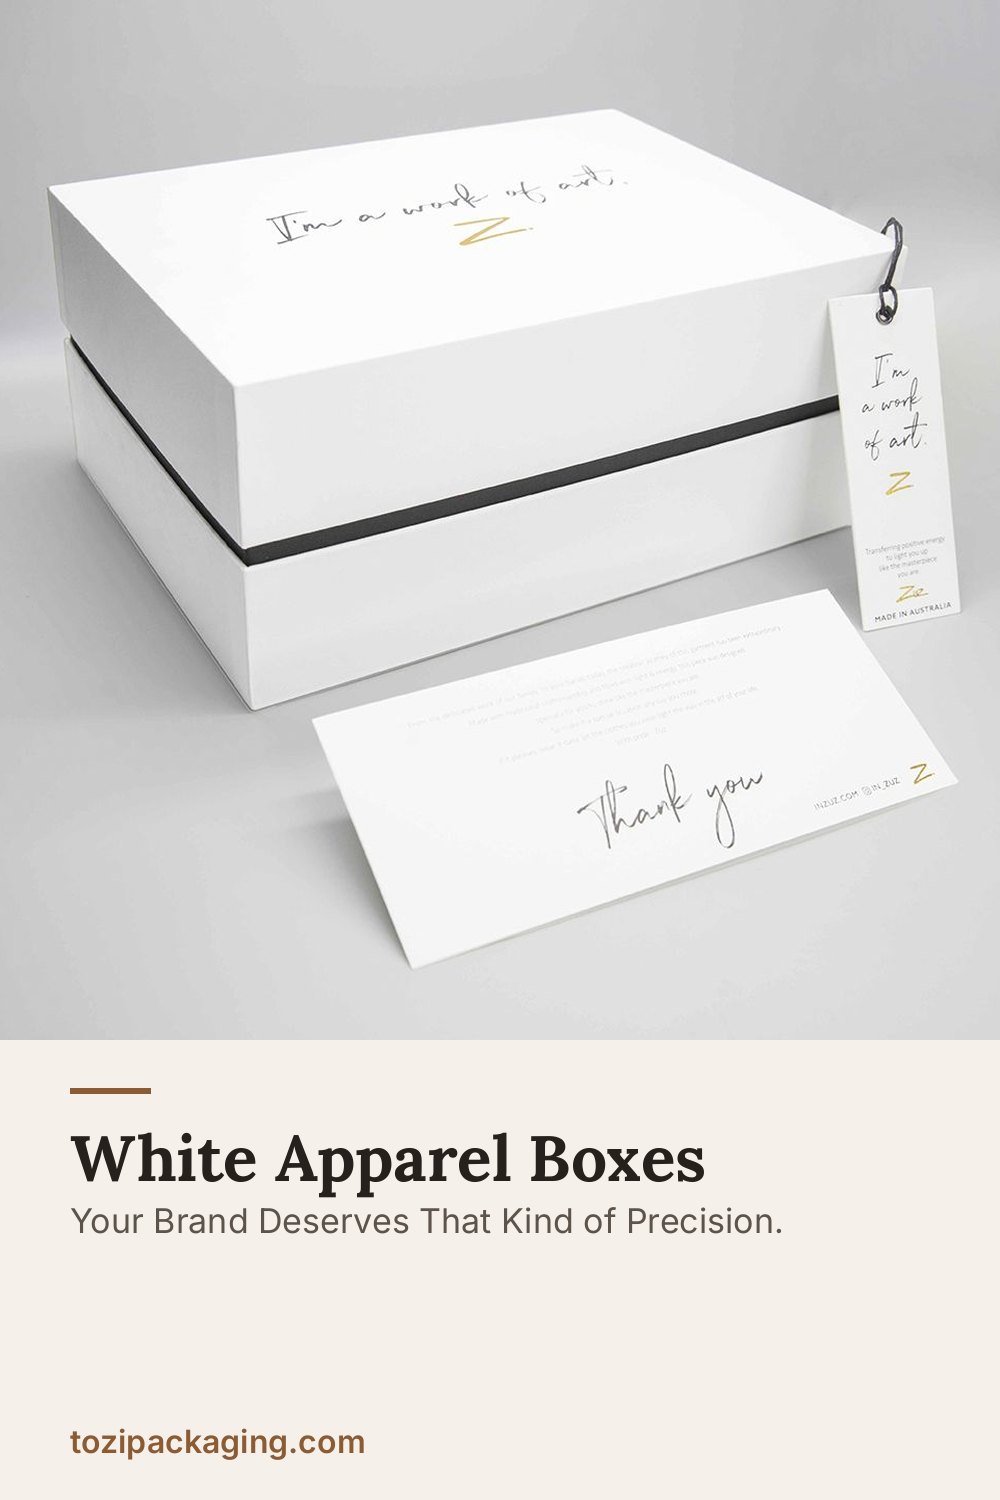 I'm a work of art.
Z.
I'm
a work
of art.
Z
Transferring positive energy
to light you up
like the masterpiece
you are.
Zie
MADE IN AUSTRALIA
Thank you
INZUZ.COM @IN_ZUZ
Z.
White Apparel Boxes
Your Brand Deserves That Kind of Precision.
tozipackaging.com